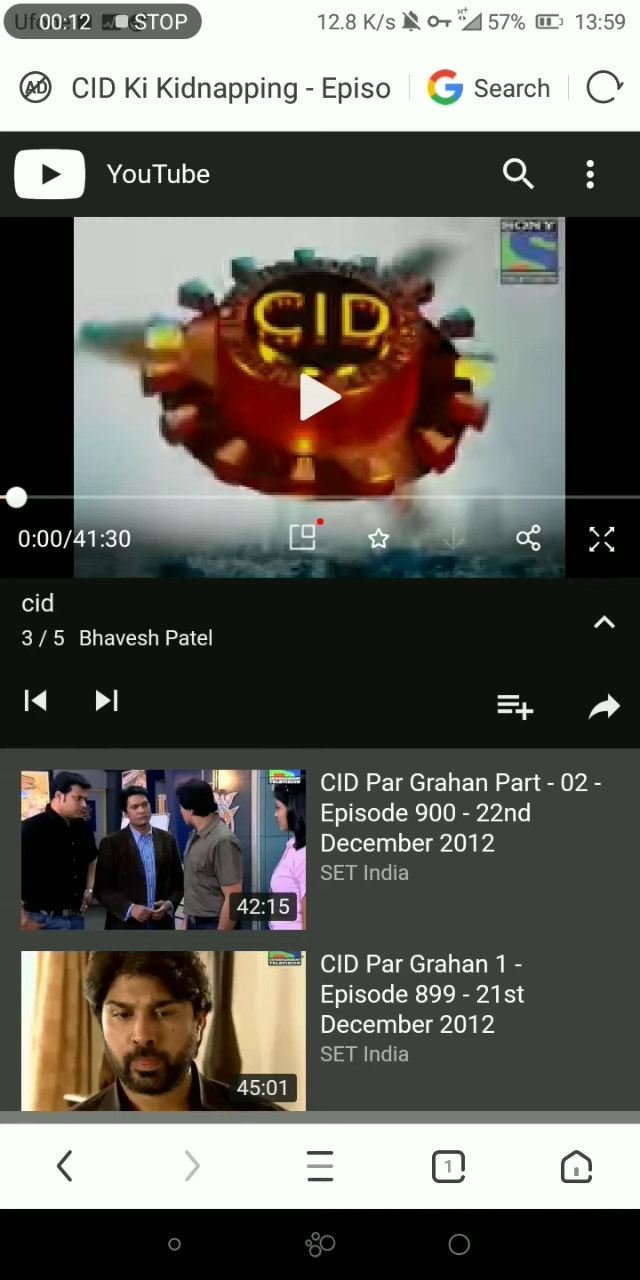 00:12 STOP 12.8 K/s 57% 13:59
AD CID Ki Kidnapping - Episo Search
YouTube
SONY
CID
0:00/41:30
cid
3 / 5 Bhavesh Patel
CID Par Grahan Part - 02 -
Episode 900 - 22nd
December 2012
SET India
42:15
CID Par Grahan 1 -
Episode 899 - 21st
December 2012
SET India
45:01
1